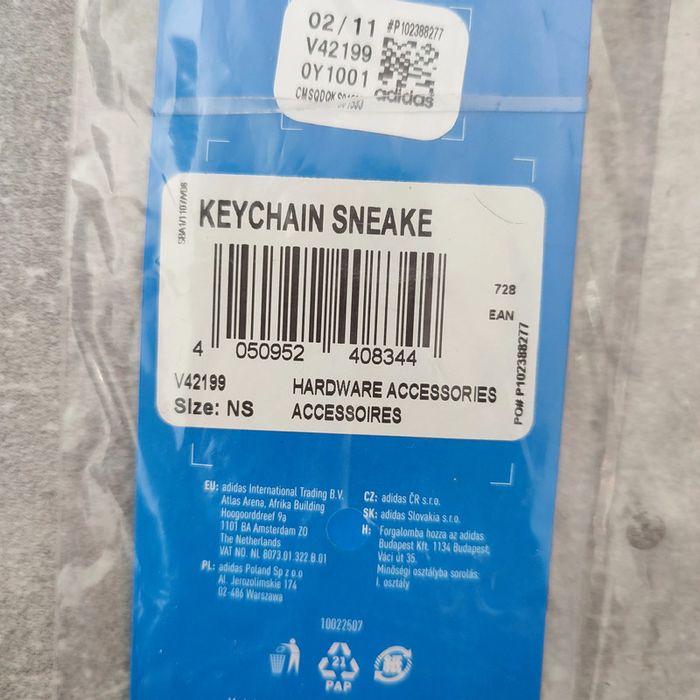 02/11 #P102388277
V42199
0Y1001
adidas
SBA1/1107/VD8
KEYCHAIN SNEAKE
728
EAN
4 050952 408344
PO# P102388277
V42199 HARDWARE ACCESSORIES
Size: NS ACCESSOIRES
EU: adidas International Trading B.V.
Atlas Arena, Afrika Building
Hoogoorddreef 9a
1101 BA Amsterdam ZO
The Netherlands
VAT NO. NL 8073.01.322.B.01
PL: adidas Poland Sp z o.o
Al. Jerozolimskie 174
02-486 Warszawa
CZ: adidas ČR s.r.o.
SK: adidas Slovakia s.r.o.
H: Forgalomba hozza az adidas
Budapest Kft. 1134 Budapest,
Váci út 35.
Minőségi osztályba sorolás:
I. osztály
10022507
21
PAP